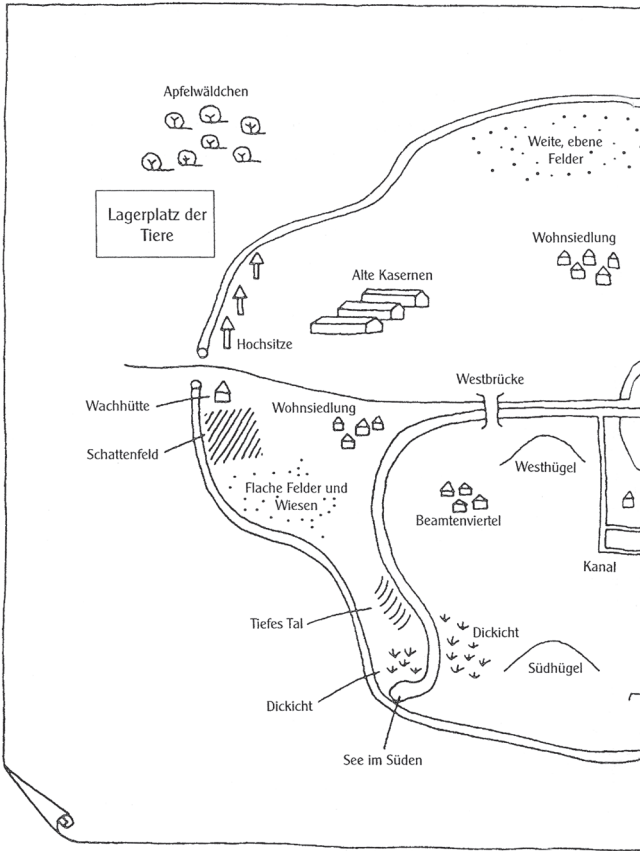 Apfelwäldchen
Weite, ebene
Felder
Lagerplatz der
Tiere
Wohnsiedlung
Alte Kasernen
Hochsitze
Westbrücke
Wachhütte
Wohnsiedlung
Schattenfeld
Westhügel
Flache Felder und
Wiesen
Beamtenviertel
Kanal
Tiefes Tal
Dickicht
Südhügel
Dickicht
See im Süden